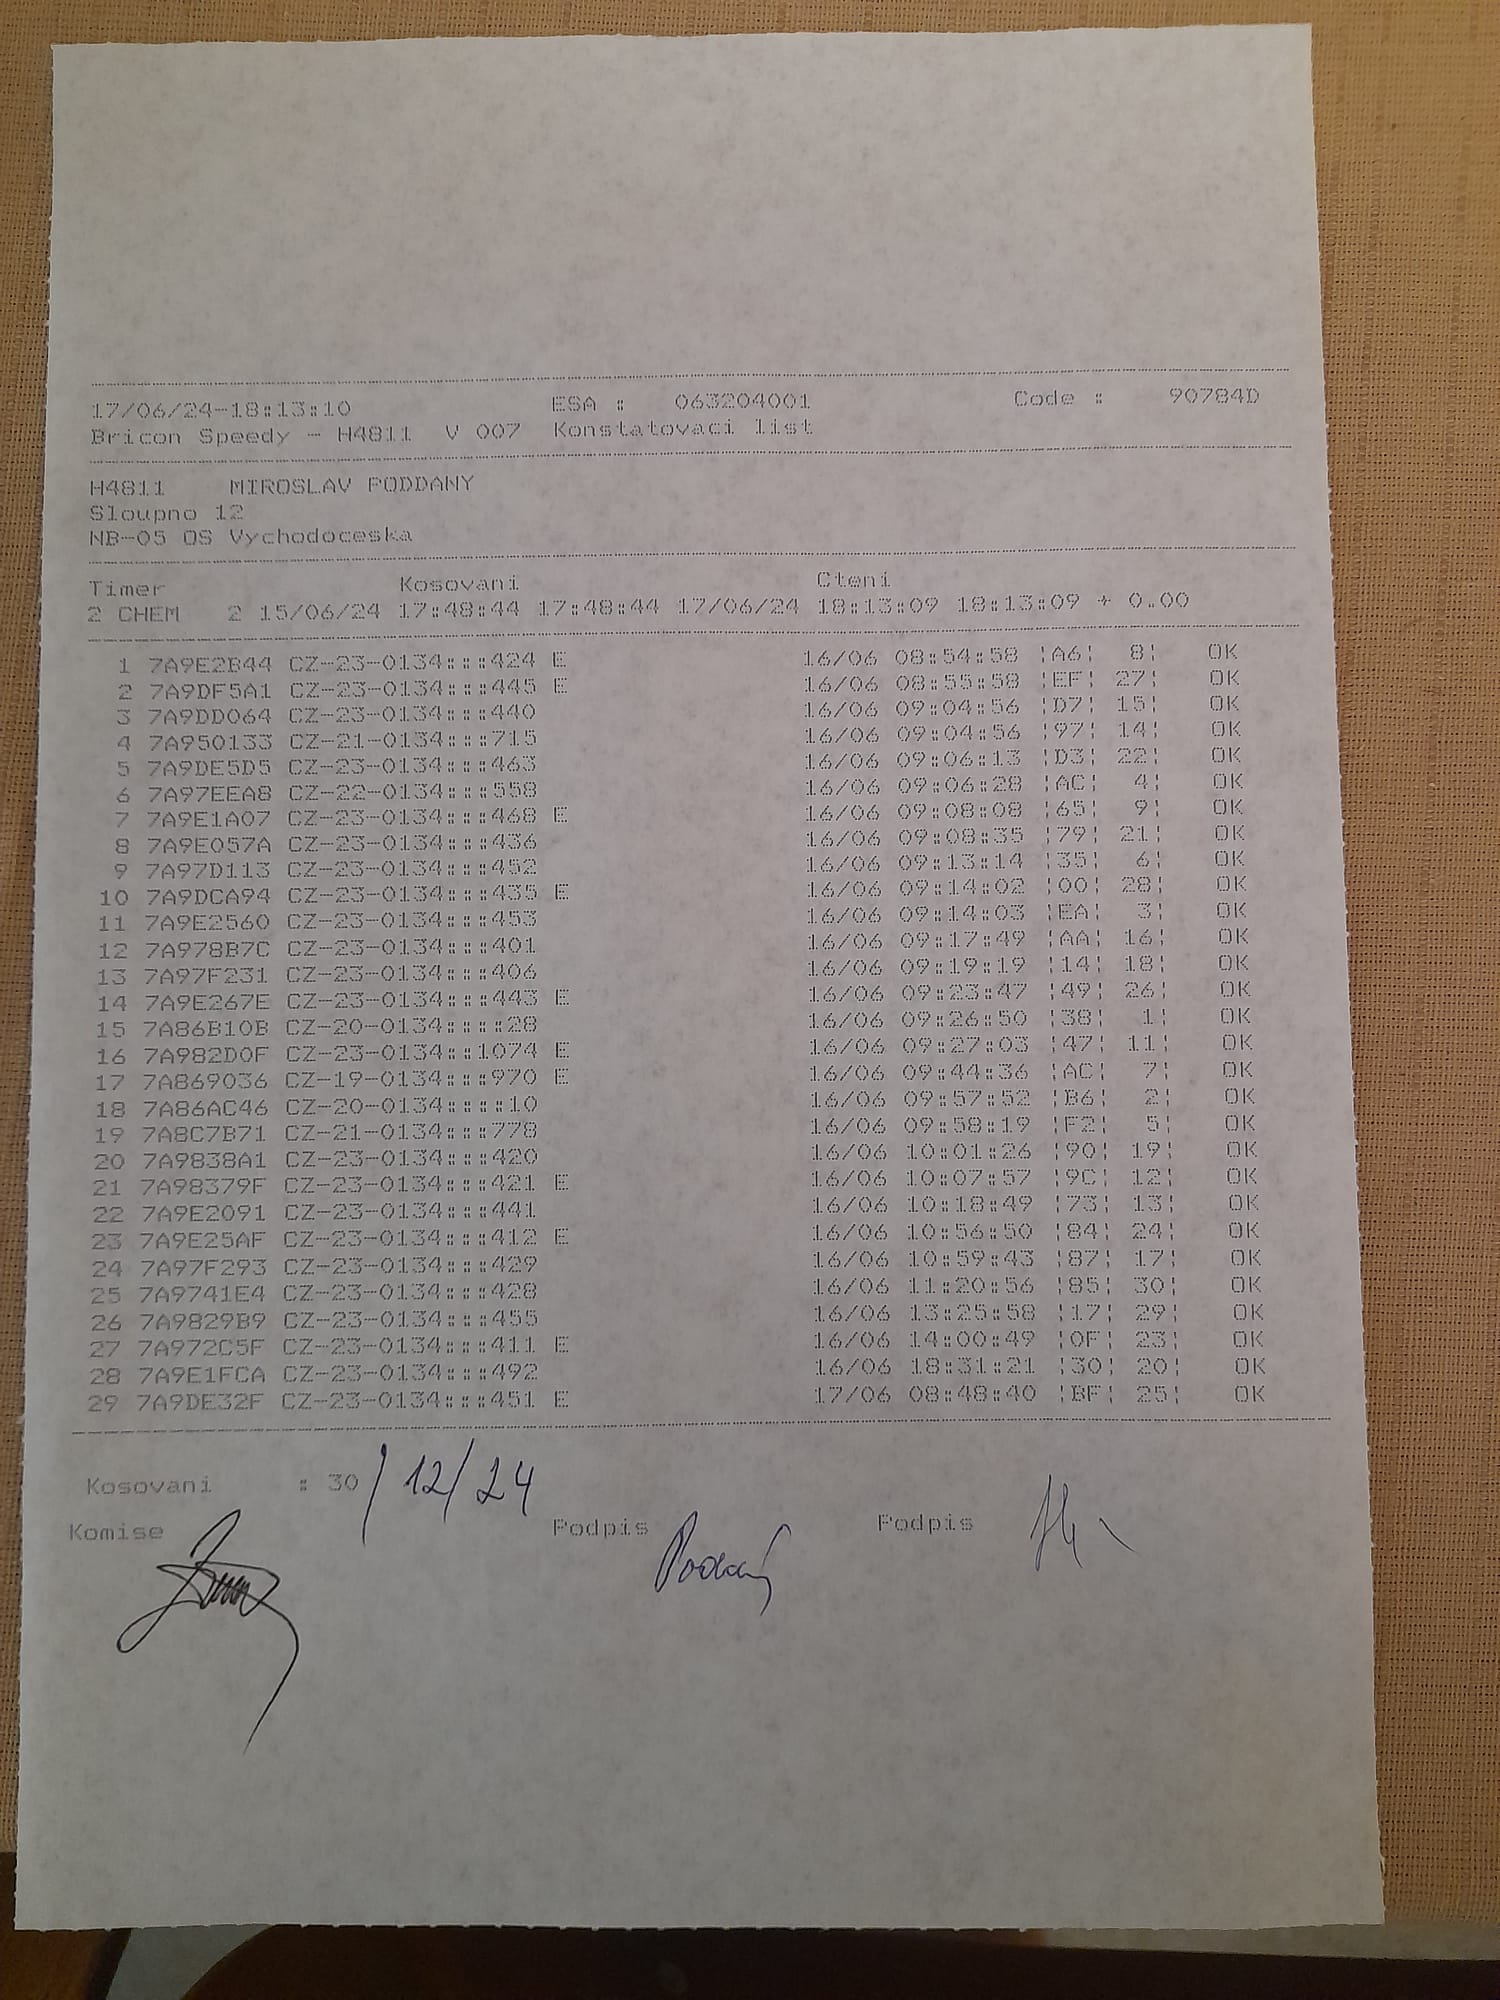 17/06/24-18:13:10 ESA : 063204001 Code : 90784D
Bricon Speedy - H4811 V 007 Konstatovaci list
H4811 MIROSLAV PODDANY
Sloupno 12
NB-05 OS Vychodoceska
Timer Kosovani Cteni
2 CHEM 2 15/06/24 17:48:44 17:48:44 17/06/24 18:13:09 18:13:09 + 0.00
1 7A9E2B44 CZ-23-0134:::424 E 16/06 08:54:58 ¦A6¦ 8¦ OK
2 7A9DF5A1 CZ-23-0134:::445 E 16/06 08:55:58 ¦EF¦ 27¦ OK
3 7A9DD064 CZ-23-0134:::440 16/06 09:04:56 ¦D7¦ 15¦ OK
4 7A950133 CZ-21-0134:::715 16/06 09:04:56 ¦97¦ 14¦ OK
5 7A9DE5D5 CZ-23-0134:::463 16/06 09:06:13 ¦D3¦ 22¦ OK
6 7A97EEA8 CZ-22-0134:::558 16/06 09:06:28 ¦AC¦ 4¦ OK
7 7A9E1A07 CZ-23-0134:::468 E 16/06 09:08:08 ¦65¦ 9¦ OK
8 7A9E057A CZ-23-0134:::436 16/06 09:08:35 ¦79¦ 21¦ OK
9 7A97D113 CZ-23-0134:::452 16/06 09:13:14 ¦35¦ 6¦ OK
10 7A9DCA94 CZ-23-0134:::435 E 16/06 09:14:02 ¦00¦ 28¦ OK
11 7A9E2560 CZ-23-0134:::453 16/06 09:14:03 ¦EA¦ 3¦ OK
12 7A978B7C CZ-23-0134:::401 16/06 09:17:49 ¦AA¦ 16¦ OK
13 7A97F231 CZ-23-0134:::406 16/06 09:19:19 ¦14¦ 18¦ OK
14 7A9E267E CZ-23-0134:::443 E 16/06 09:23:47 ¦49¦ 26¦ OK
15 7A86B10B CZ-20-0134::::28 16/06 09:26:50 ¦38¦ 1¦ OK
16 7A982D0F CZ-23-0134::1074 E 16/06 09:27:03 ¦47¦ 11¦ OK
17 7A869036 CZ-19-0134:::970 E 16/06 09:44:36 ¦AC¦ 7¦ OK
18 7A86AC46 CZ-20-0134::::10 16/06 09:57:52 ¦B6¦ 2¦ OK
19 7A8C7B71 CZ-21-0134:::778 16/06 09:58:19 ¦F2¦ 5¦ OK
20 7A9838A1 CZ-23-0134:::420 16/06 10:01:26 ¦90¦ 19¦ OK
21 7A98379F CZ-23-0134:::421 E 16/06 10:07:57 ¦9C¦ 12¦ OK
22 7A9E2091 CZ-23-0134:::441 16/06 10:18:49 ¦73¦ 13¦ OK
23 7A9E25AF CZ-23-0134:::412 E 16/06 10:56:50 ¦84¦ 24¦ OK
24 7A97F293 CZ-23-0134:::429 16/06 10:59:43 ¦87¦ 17¦ OK
25 7A9741E4 CZ-23-0134:::428 16/06 11:20:56 ¦85¦ 30¦ OK
26 7A9829B9 CZ-23-0134:::455 16/06 13:25:58 ¦17¦ 29¦ OK
27 7A972C5F CZ-23-0134:::411 E 16/06 14:00:49 ¦0F¦ 23¦ OK
28 7A9E1FCA CZ-23-0134:::492 16/06 18:31:21 ¦30¦ 20¦ OK
29 7A9DE32F CZ-23-0134:::451 E 17/06 08:48:40 ¦BF¦ 25¦ OK
Kosovani : 30 / 12 / 24
Komise Podpis Podpis